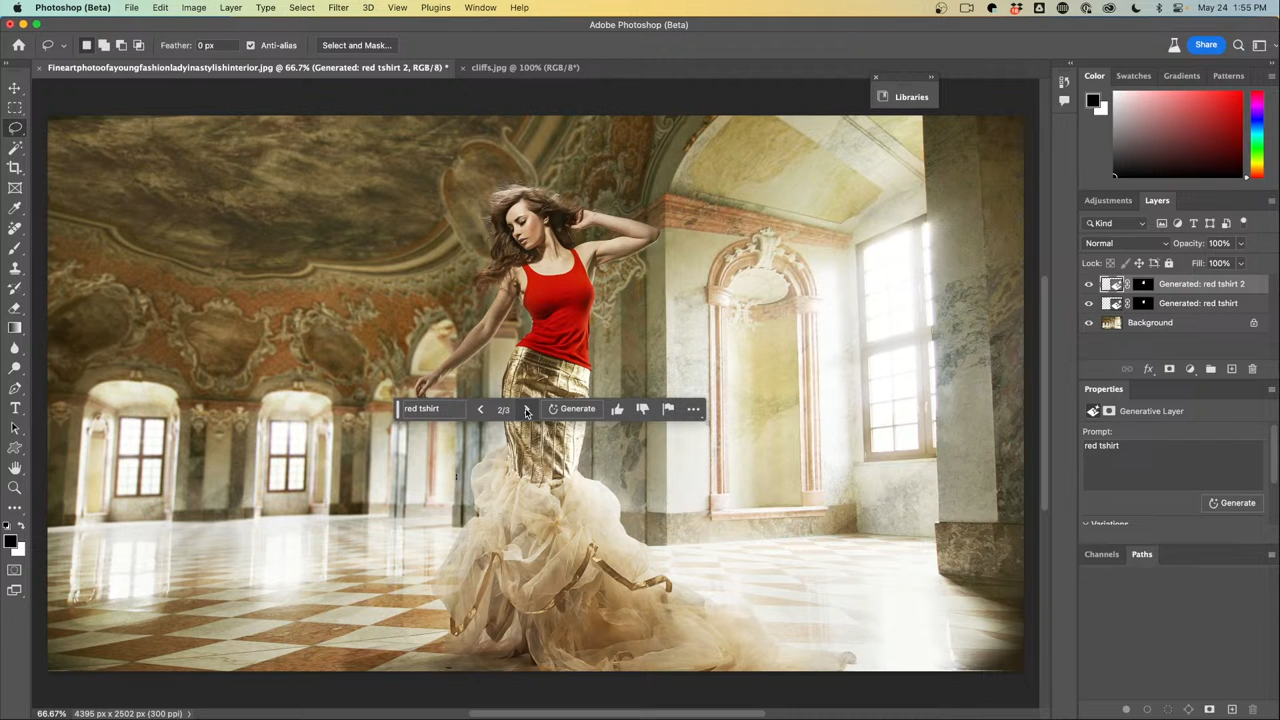 Photoshop (Beta) File Edit Image Layer Type Select Filter 3D View Plugins Window Help May 24 1:55 PM
Adobe Photoshop (Beta)
Feather: 0 px Anti-alias Select and Mask... Share
Fineartphotoofayoungfashionladyinastylishinterior.jpg @ 66.7% (Generated: red tshirt 2, RGB/8) * cliffs.jpg @ 100% (RGB/8*)
Color Swatches Gradients Patterns
Libraries
Adjustments Layers
Kind
Normal Opacity: 100%
Lock: Fill: 100%
Generated: red tshirt 2
Generated: red tshirt
Background
Properties
Generative Layer
Prompt:
red tshirt
Generate
Channels Paths
red tshirt 2/3 Generate
66.67% 4395 px x 2502 px (300 ppi)